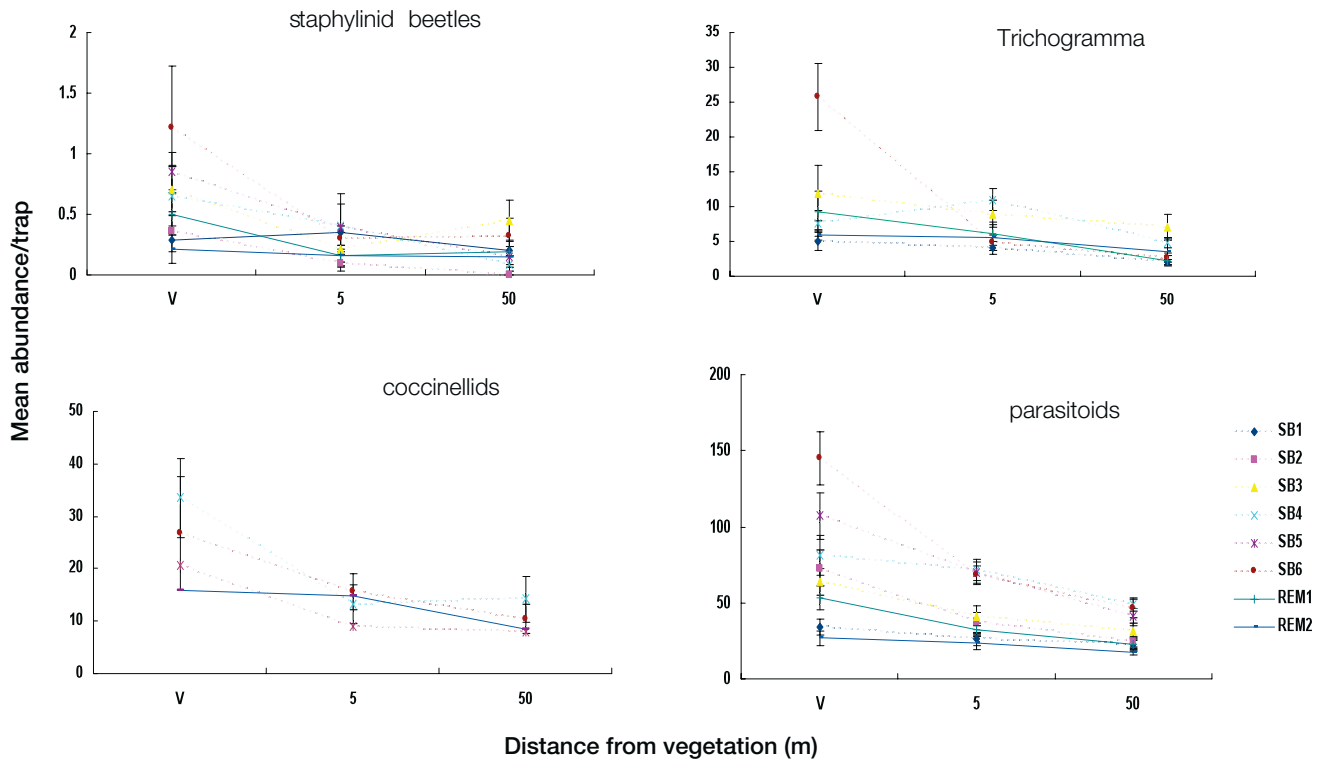 staphylinid beetles
2
1.5
1
0.5
0
V 5 50
Trichogramma
35
30
25
20
15
10
5
0
V 5 50
Mean abundance/trap
coccinellids
50
40
30
20
10
0
V 5 50
parasitoids
200
150
100
50
0
V 5 50
SB1
SB2
SB3
SB4
SB5
SB6
REM1
REM2
Distance from vegetation (m)